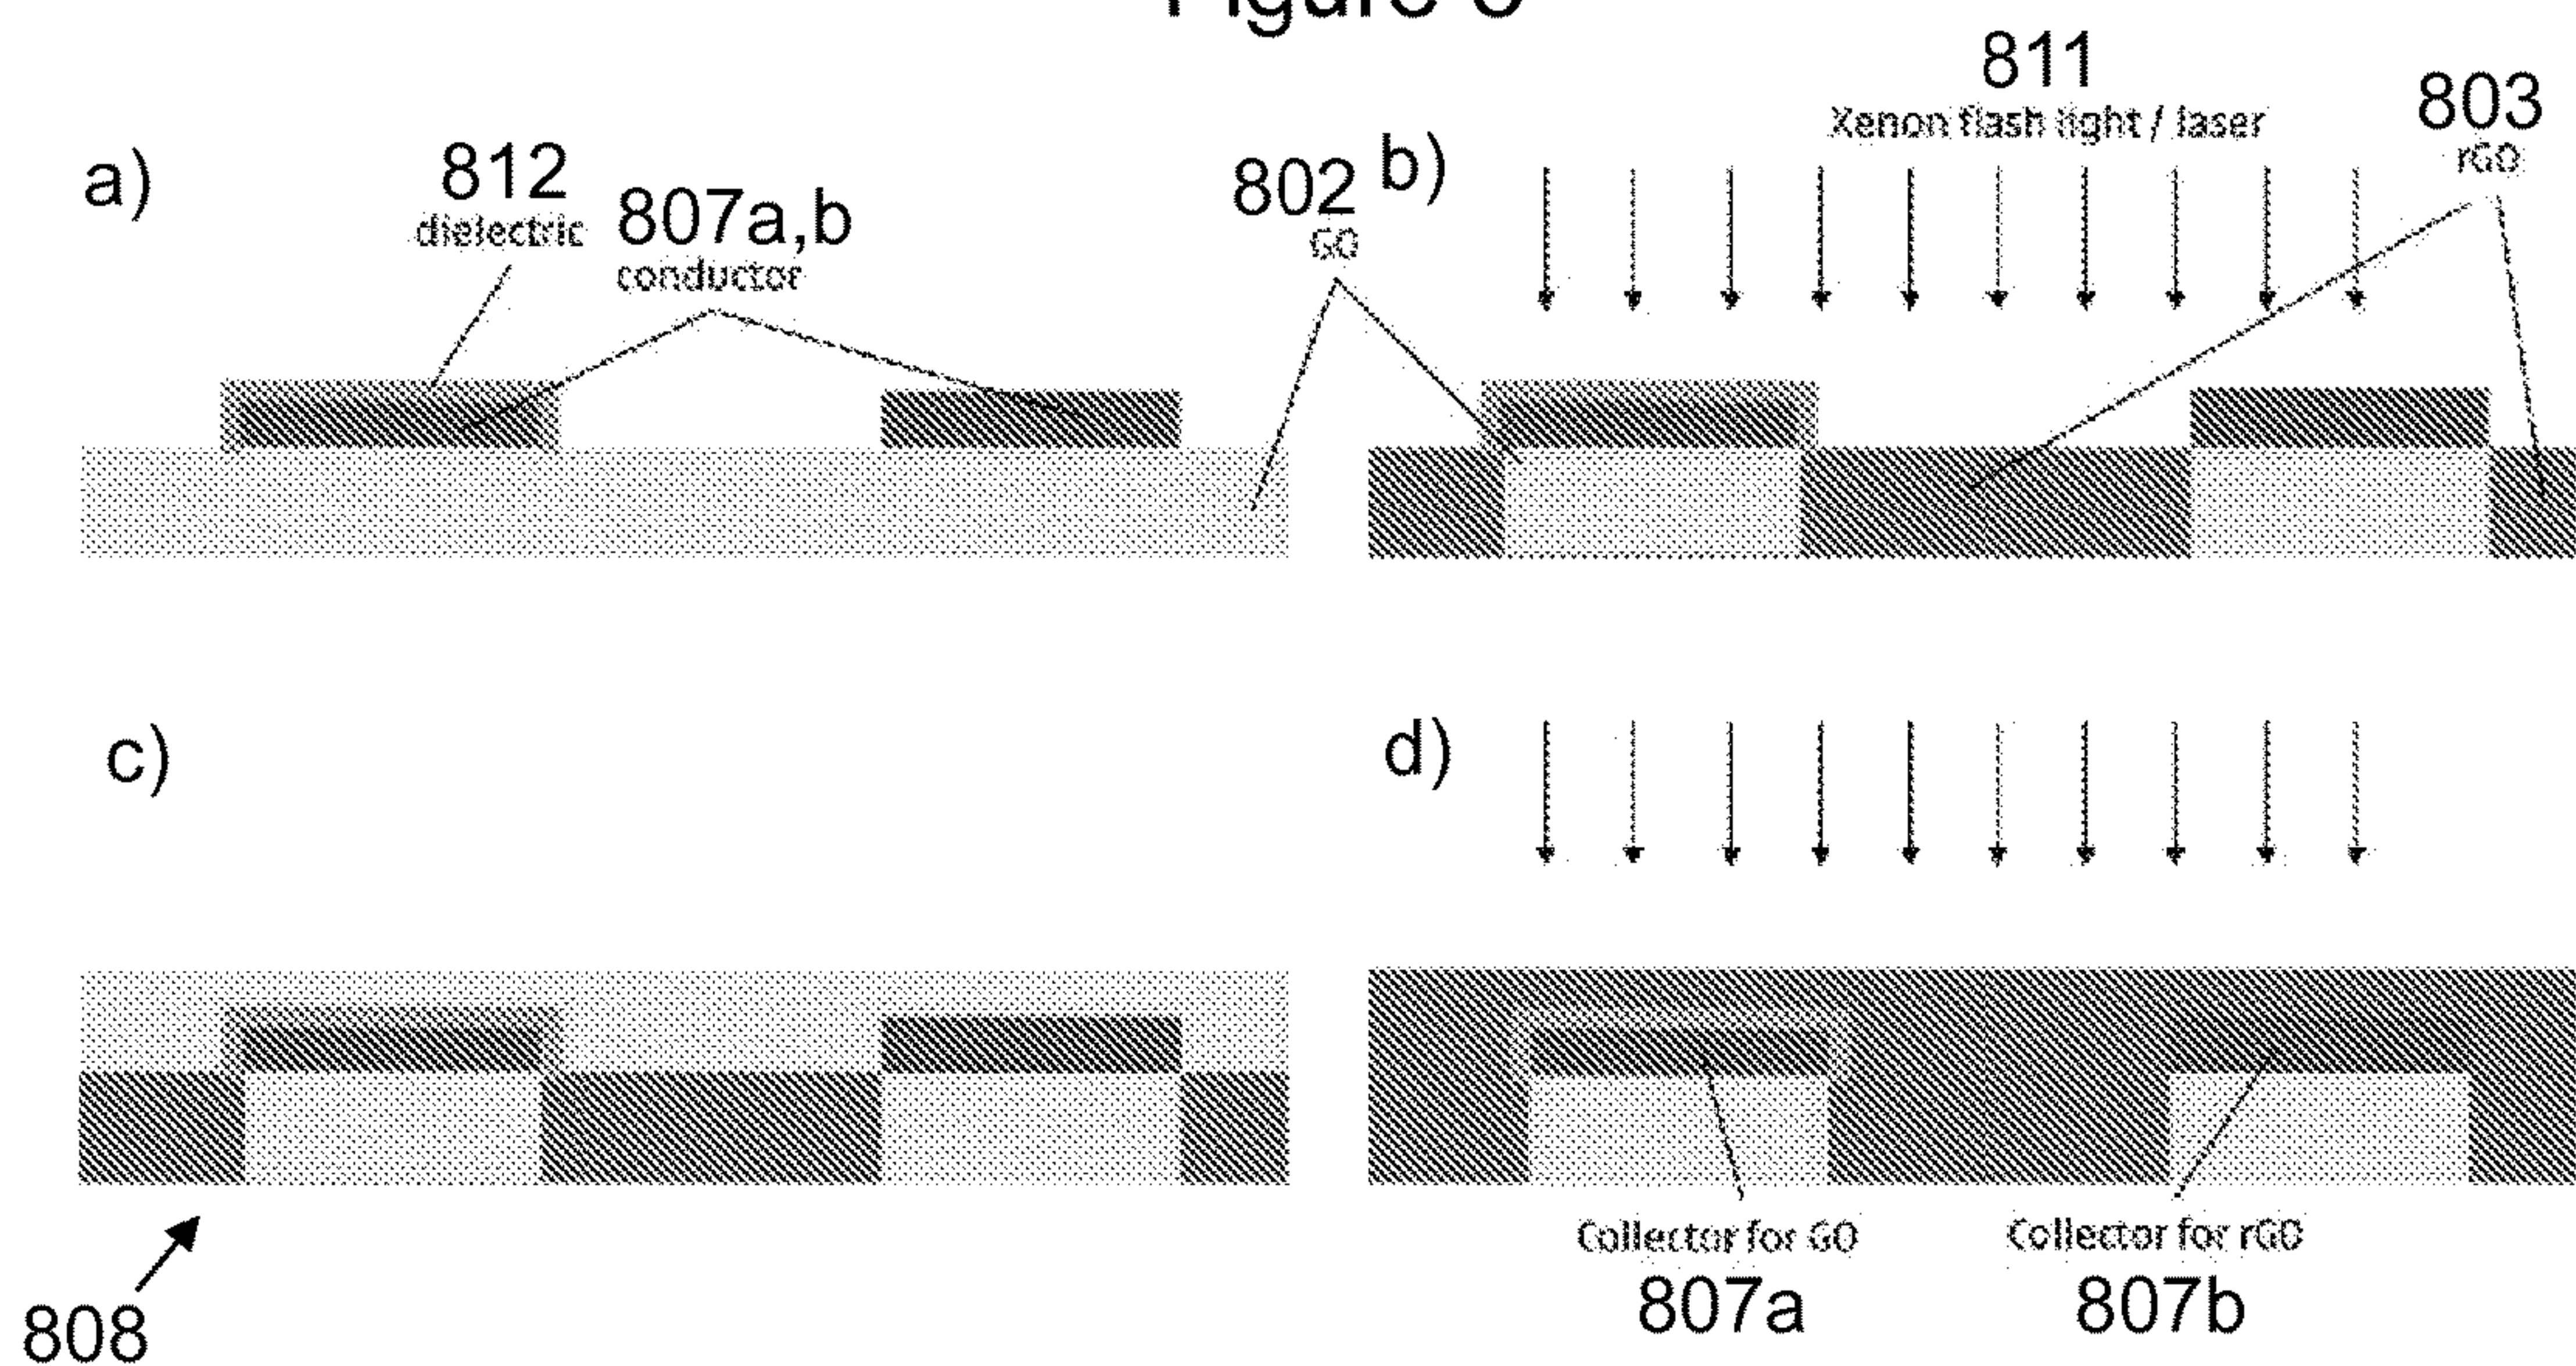 a)
812
dielectric
807a,b
conductor
802
GO
b)
811
Xenon flash light / laser
803
rGO
c)
d)
808
Collector for GO
807a
Collector for rGO
807b